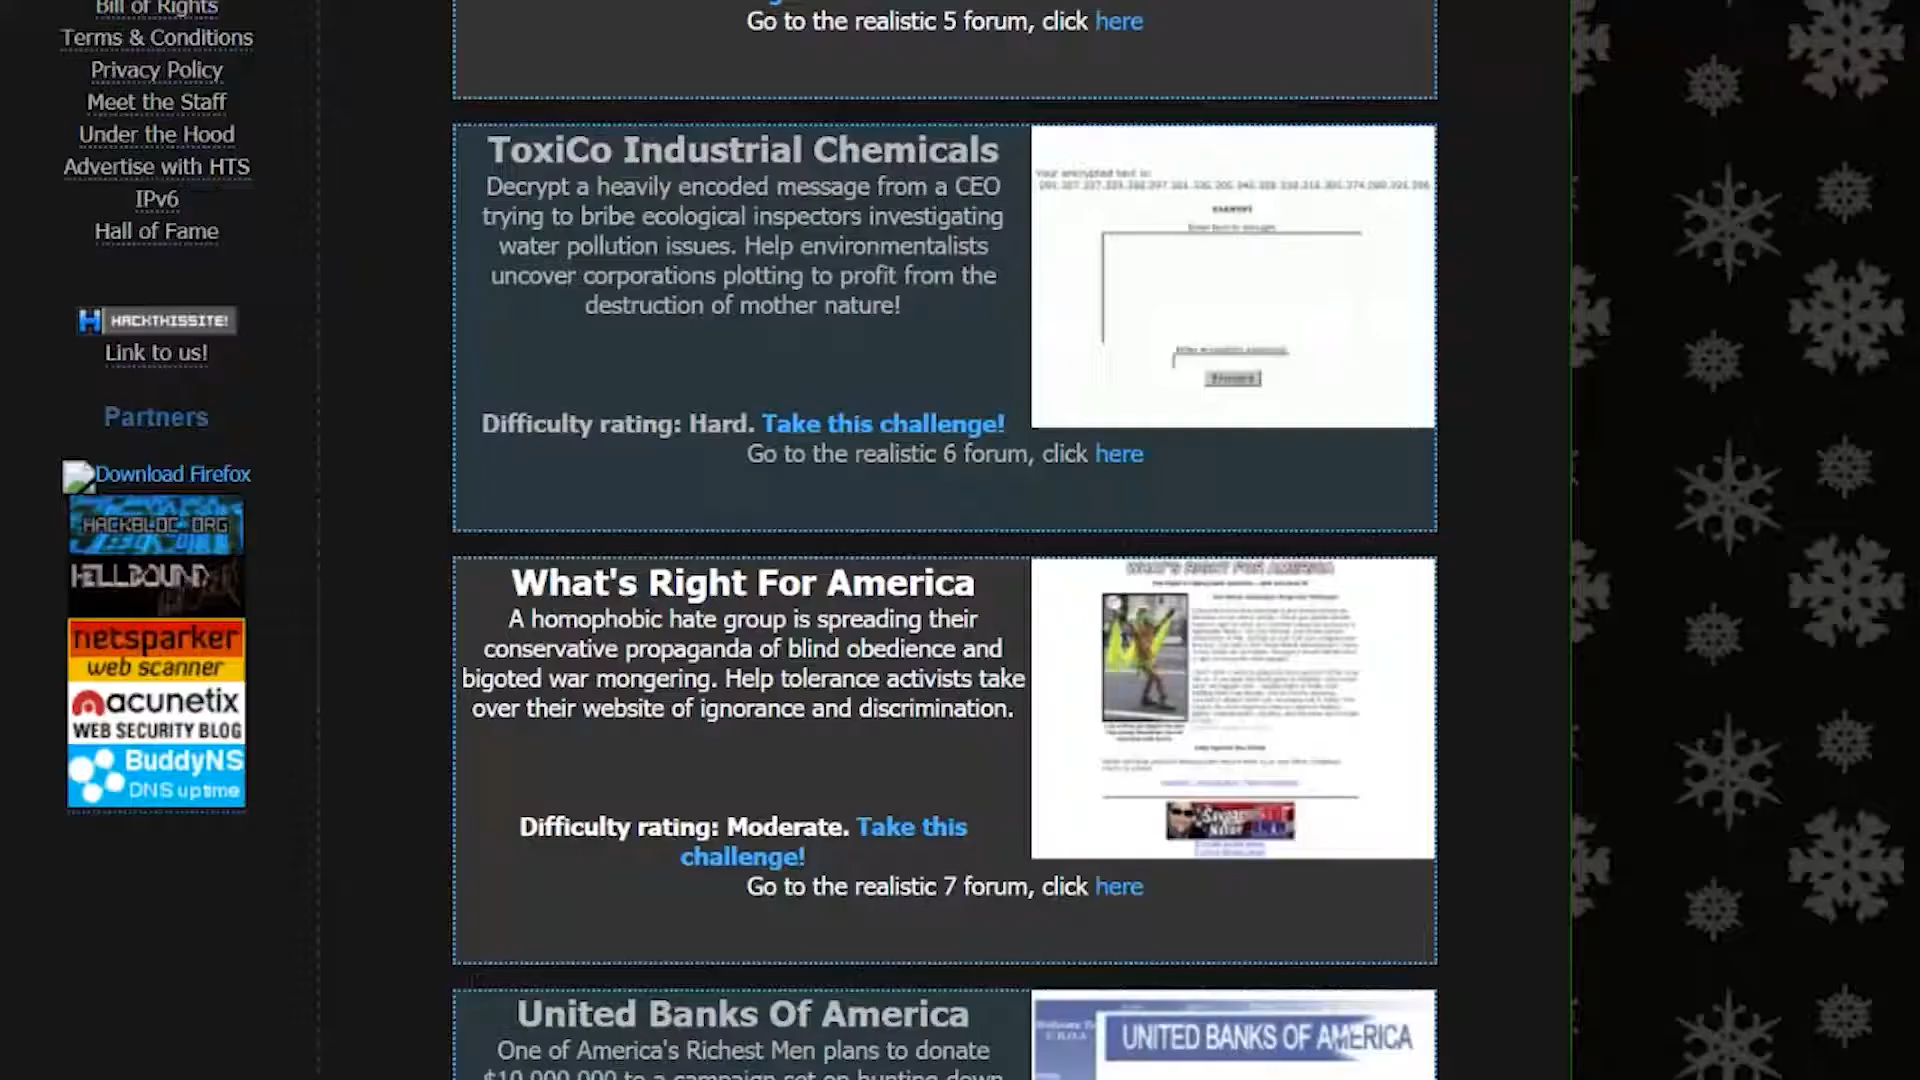 Bill of Rights
Terms & Conditions
Privacy Policy
Meet the Staff
Under the Hood
Advertise with HTS
IPv6
Hall of Fame
HACKTHISSITE!
Link to us!
Partners
Download Firefox
HACKBLOC.ORG
HELLBOUND
netsparker
web scanner
acunetix
WEB SECURITY BLOG
BuddyNS
DNS uptime
Go to the realistic 5 forum, click here
ToxiCo Industrial Chemicals
Decrypt a heavily encoded message from a CEO
trying to bribe ecological inspectors investigating
water pollution issues. Help environmentalists
uncover corporations plotting to profit from the
destruction of mother nature!
Difficulty rating: Hard. Take this challenge!
Go to the realistic 6 forum, click here
Your encrypted text is:
What's Right For America
A homophobic hate group is spreading their
conservative propaganda of blind obedience and
bigoted war mongering. Help tolerance activists take
over their website of ignorance and discrimination.
Difficulty rating: Moderate. Take this
challenge!
Go to the realistic 7 forum, click here
WHAT'S RIGHT FOR AMERICA
United Banks Of America
One of America's Richest Men plans to donate
$10,000,000 to a campaign set on hunting down
UNITED BANKS OF AMERICA